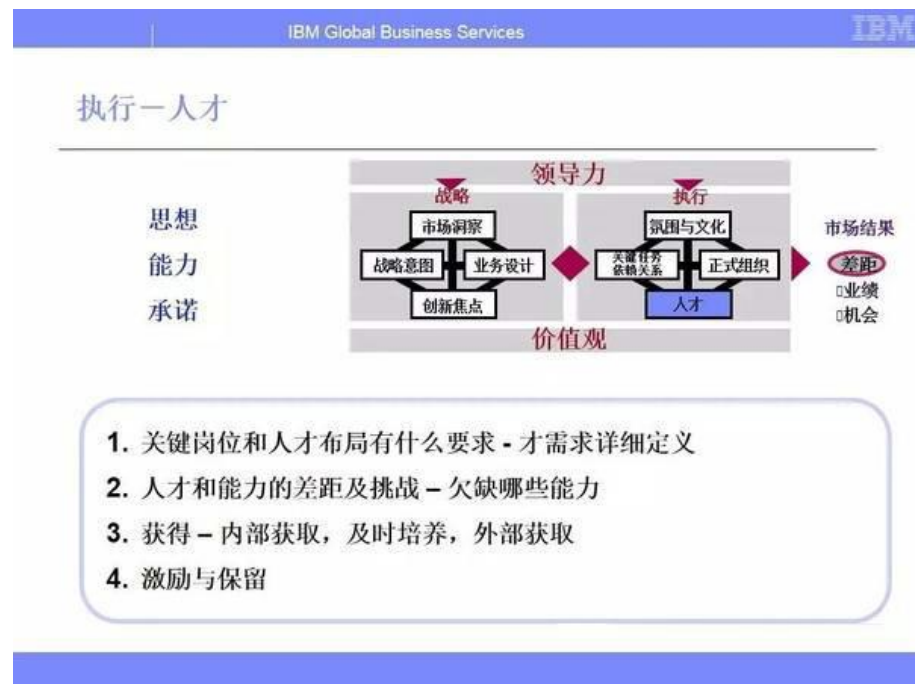 IBM Global Business Services
IBM
执行－人才
领导力
战略
执行
思想
能力
承诺
市场洞察
战略意图
业务设计
创新焦点
氛围与文化
关键任务
依赖关系
正式组织
人才
市场结果
差距
▯业绩
▯机会
价值观
1. 关键岗位和人才布局有什么要求 - 才需求详细定义
2. 人才和能力的差距及挑战 – 欠缺哪些能力
3. 获得 – 内部获取，及时培养，外部获取
4. 激励与保留